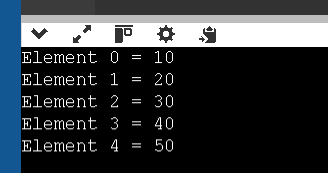 Element 0 = 10
Element 1 = 20
Element 2 = 30
Element 3 = 40
Element 4 = 50